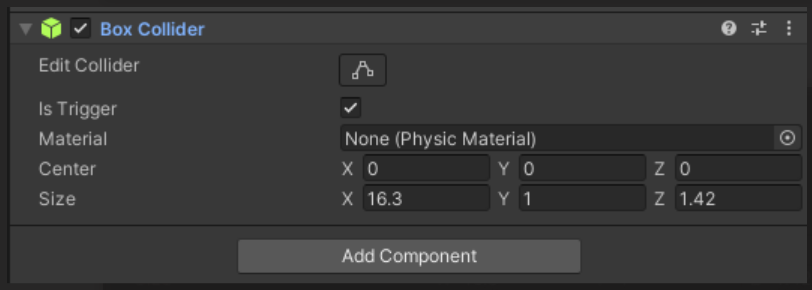 Box Collider
Edit Collider
Is Trigger
Material None (Physic Material)
Center X 0 Y 0 Z 0
Size X 16.3 Y 1 Z 1.42
Add Component